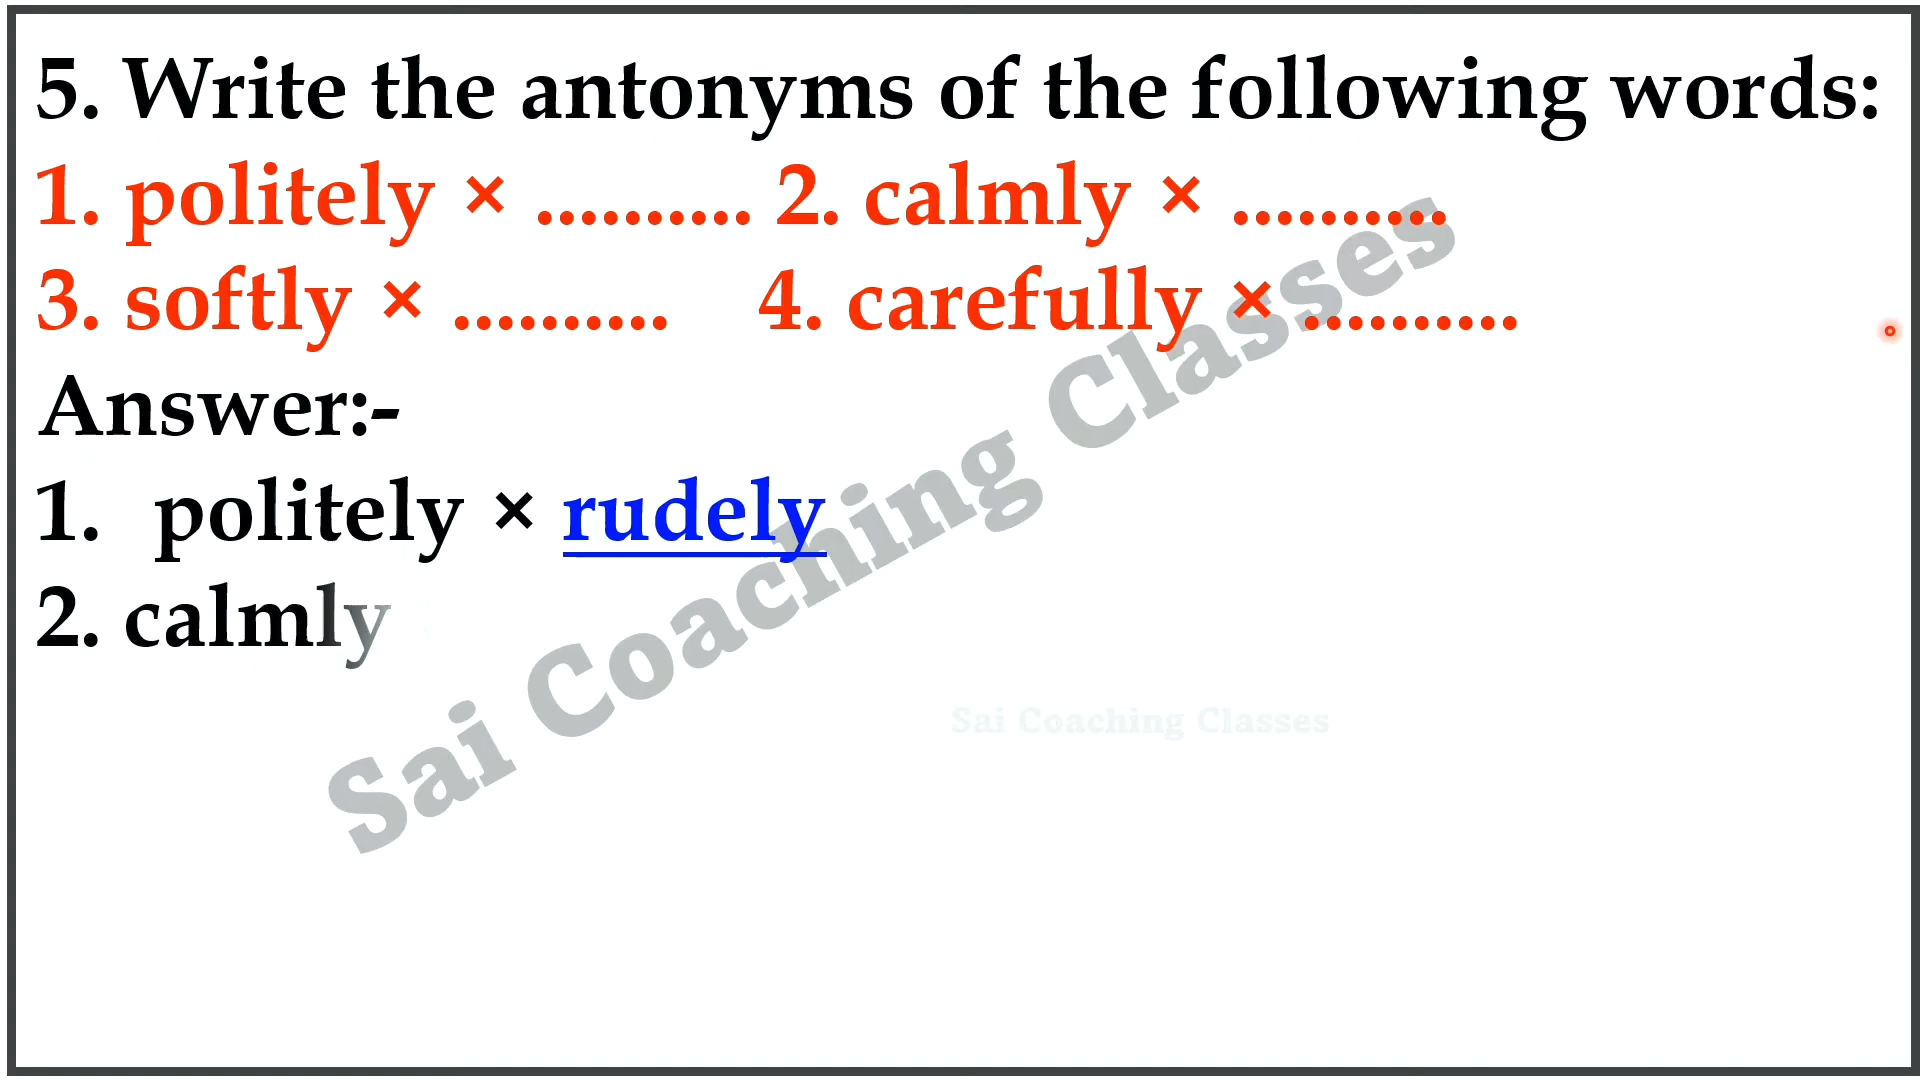 5. Write the antonyms of the following words:
1. politely × .......... 2. calmly × ..........
3. softly × .......... 4. carefully × ..........
Answer:-
1. politely × rudely
2. calmly
Sai Coaching Classes
Sai Coaching Classes